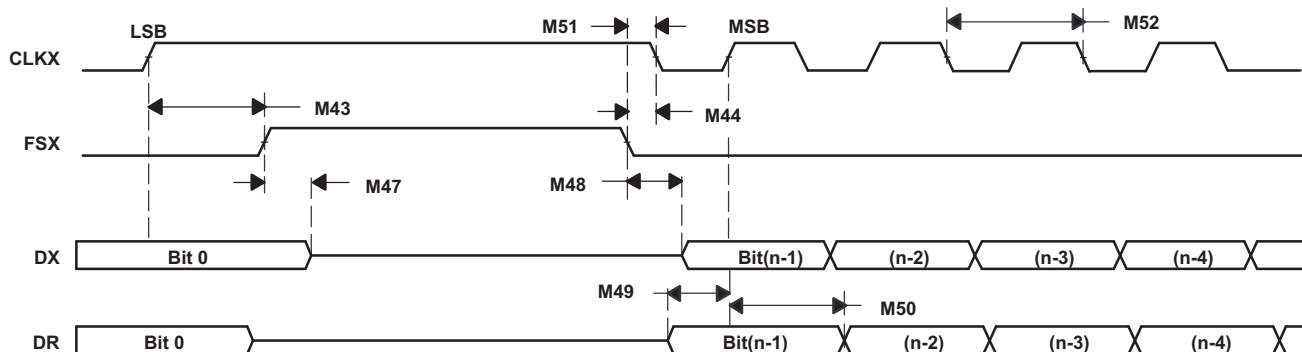 LSB
M51
MSB
M52
CLKX
M43
M44
FSX
M47
M48
DX
Bit 0
Bit(n-1)
(n-2)
(n-3)
(n-4)
M49
M50
DR
Bit 0
Bit(n-1)
(n-2)
(n-3)
(n-4)